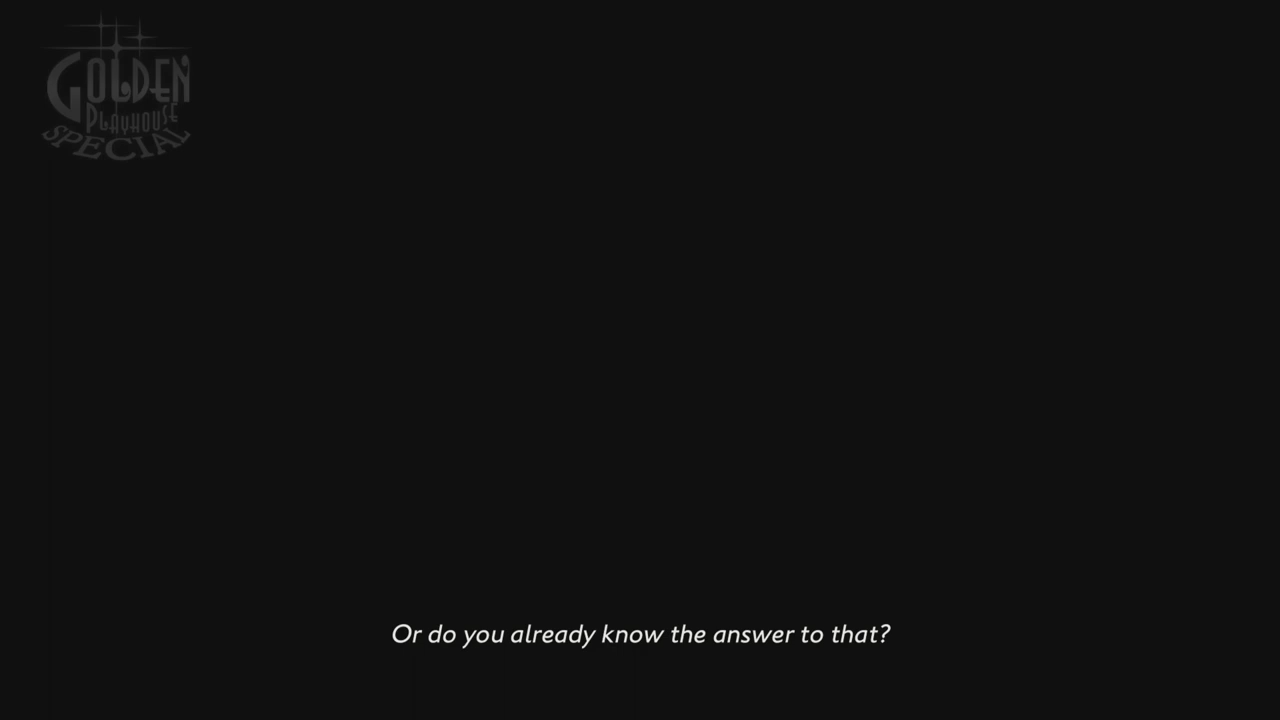 GOLDEN
PLAYHOUSE
SPECIAL
Or do you already know the answer to that?